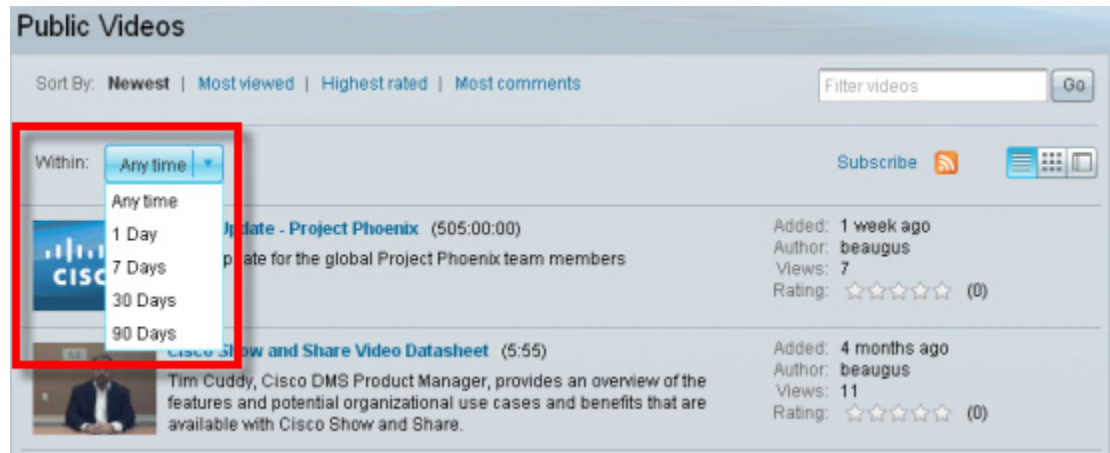 Public Videos
Sort By: Newest | Most viewed | Highest rated | Most comments
Filter videos
Go
Within:
Any time
Subscribe
Any time
1 Day
7 Days
30 Days
90 Days
CISC
Update - Project Phoenix (505:00:00)
pdate for the global Project Phoenix team members
Added: 1 week ago
Author: beaugus
Views: 7
Rating: (0)
Cisco Show and Share Video Datasheet (5:55)
Tim Cuddy, Cisco DMS Product Manager, provides an overview of the
features and potential organizational use cases and benefits that are
available with Cisco Show and Share.
Added: 4 months ago
Author: beaugus
Views: 11
Rating: (0)